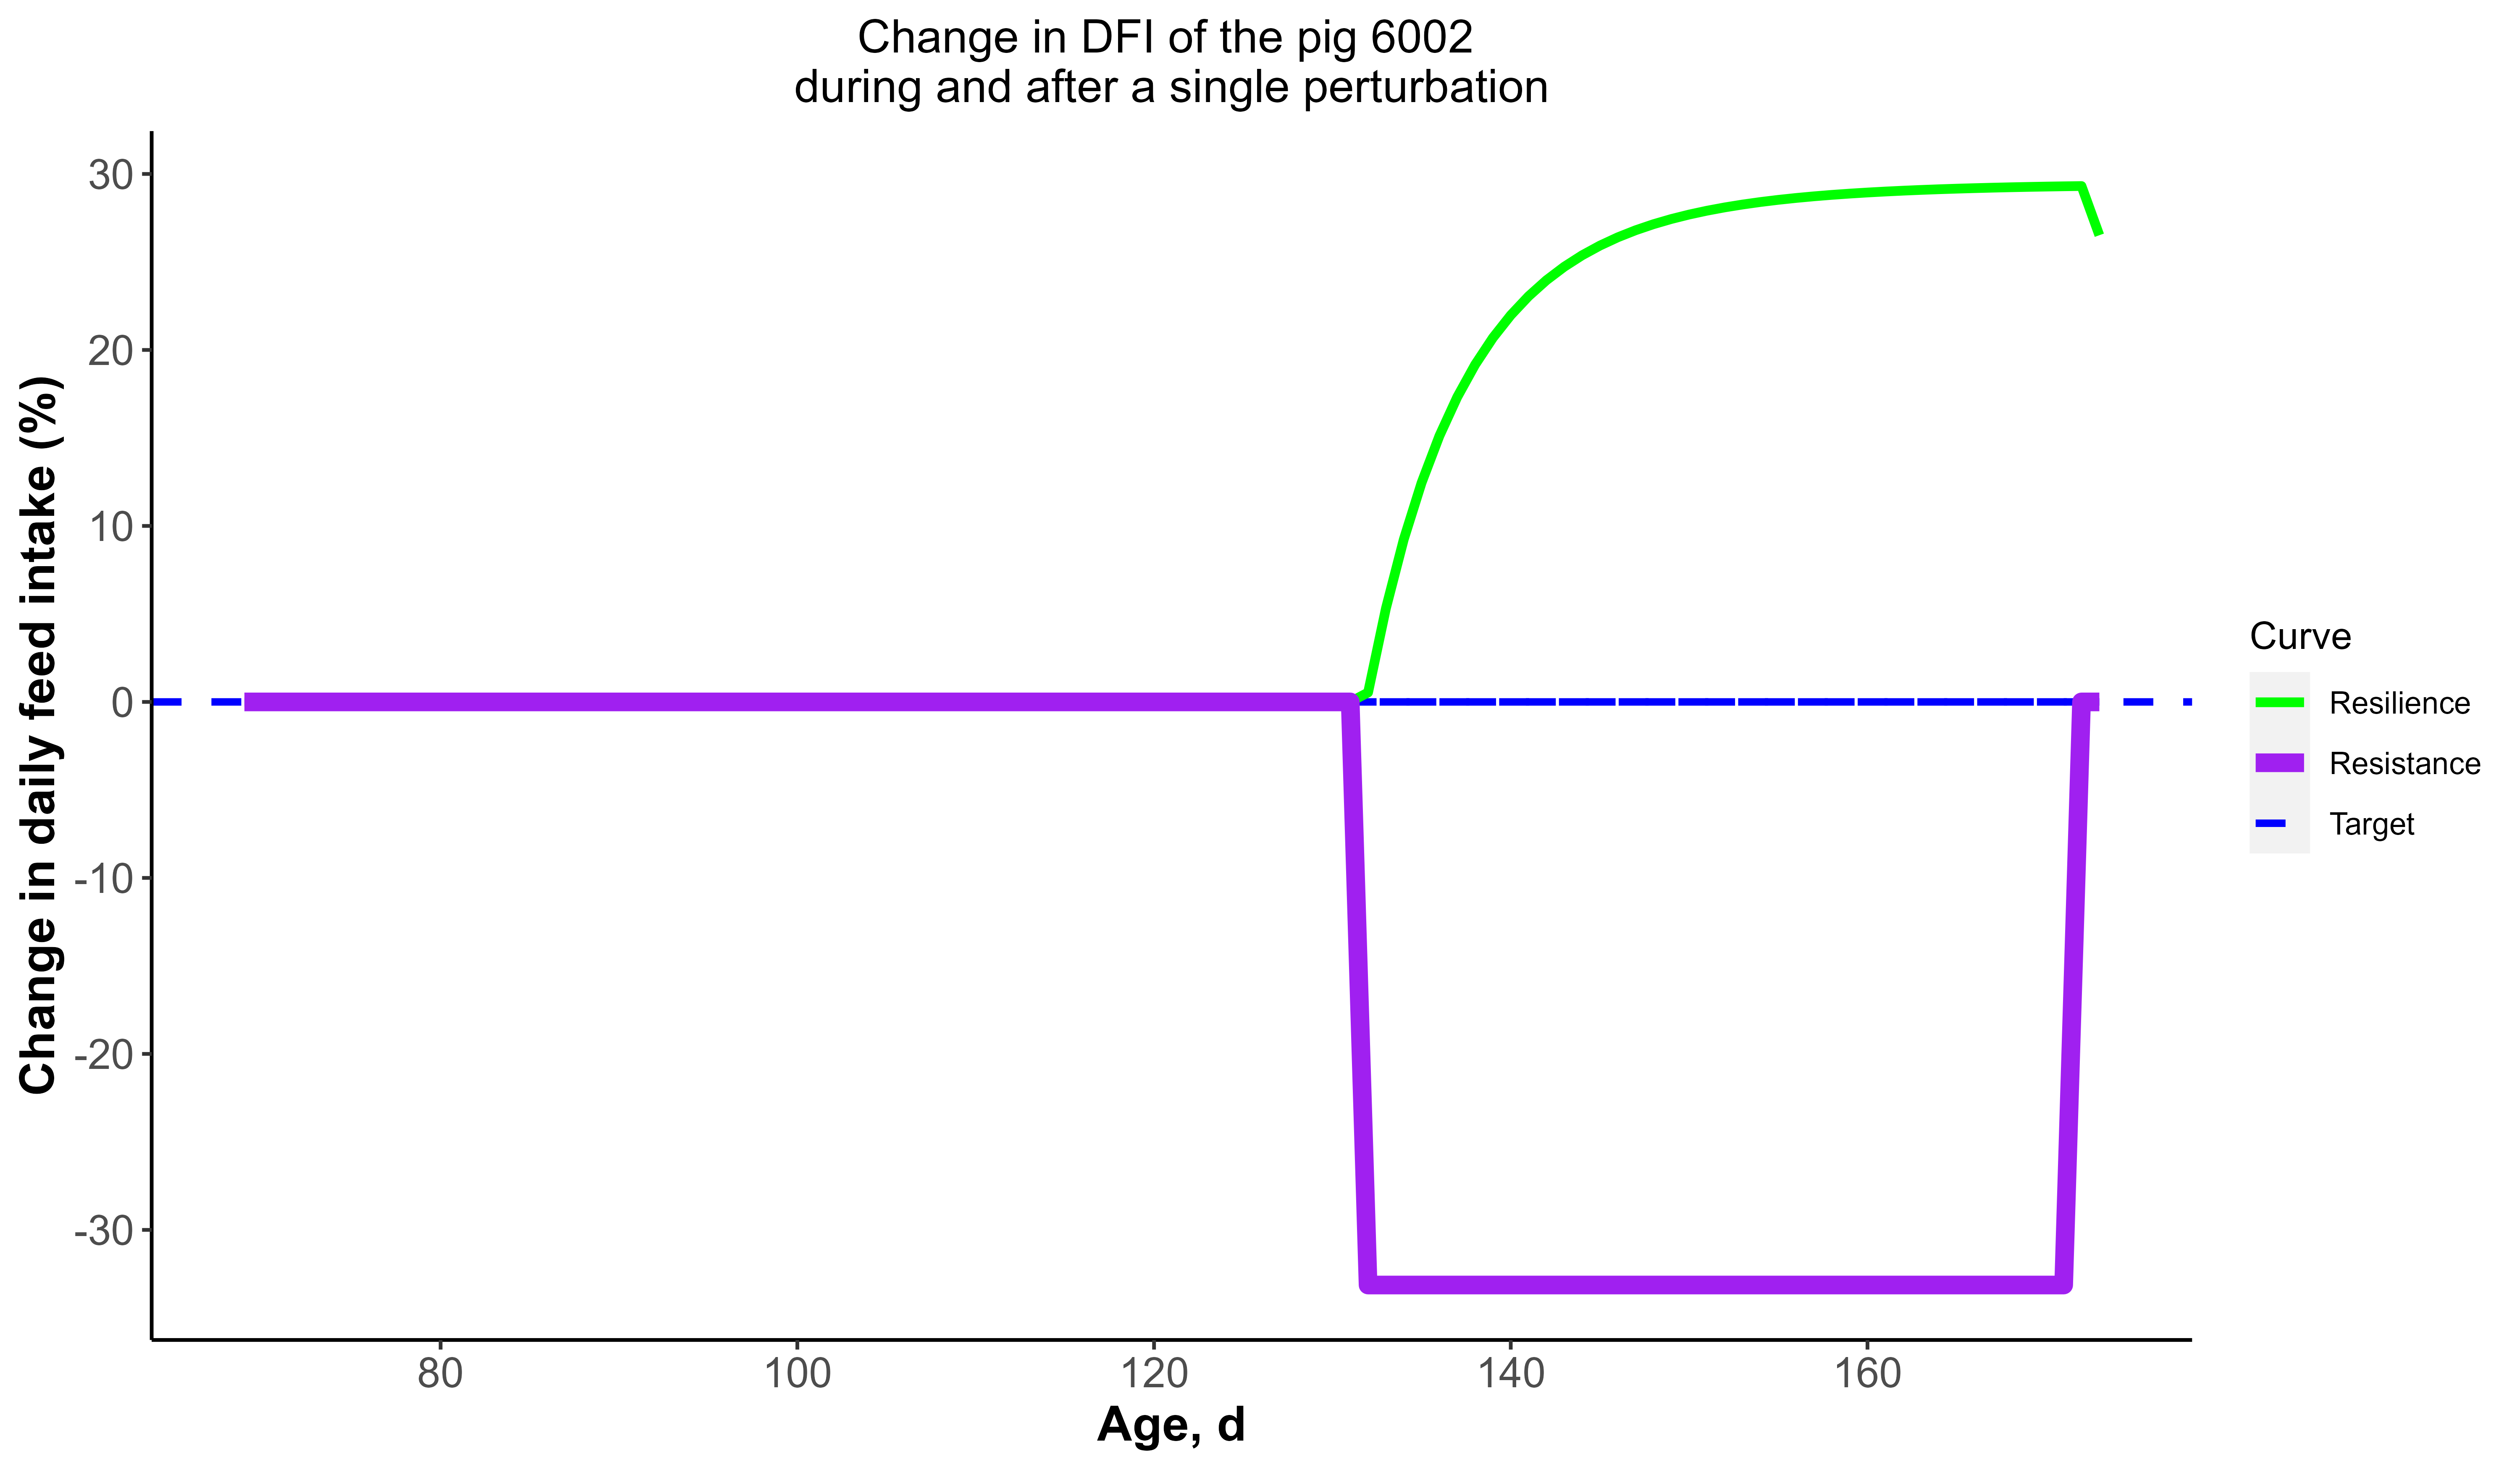 Change in DFI of the pig 6002
during and after a single perturbation
Change in daily feed intake (%)
30
20
10
0
-10
-20
-30
80
100
120
140
160
Age, d
Curve
Resilience
Resistance
Target